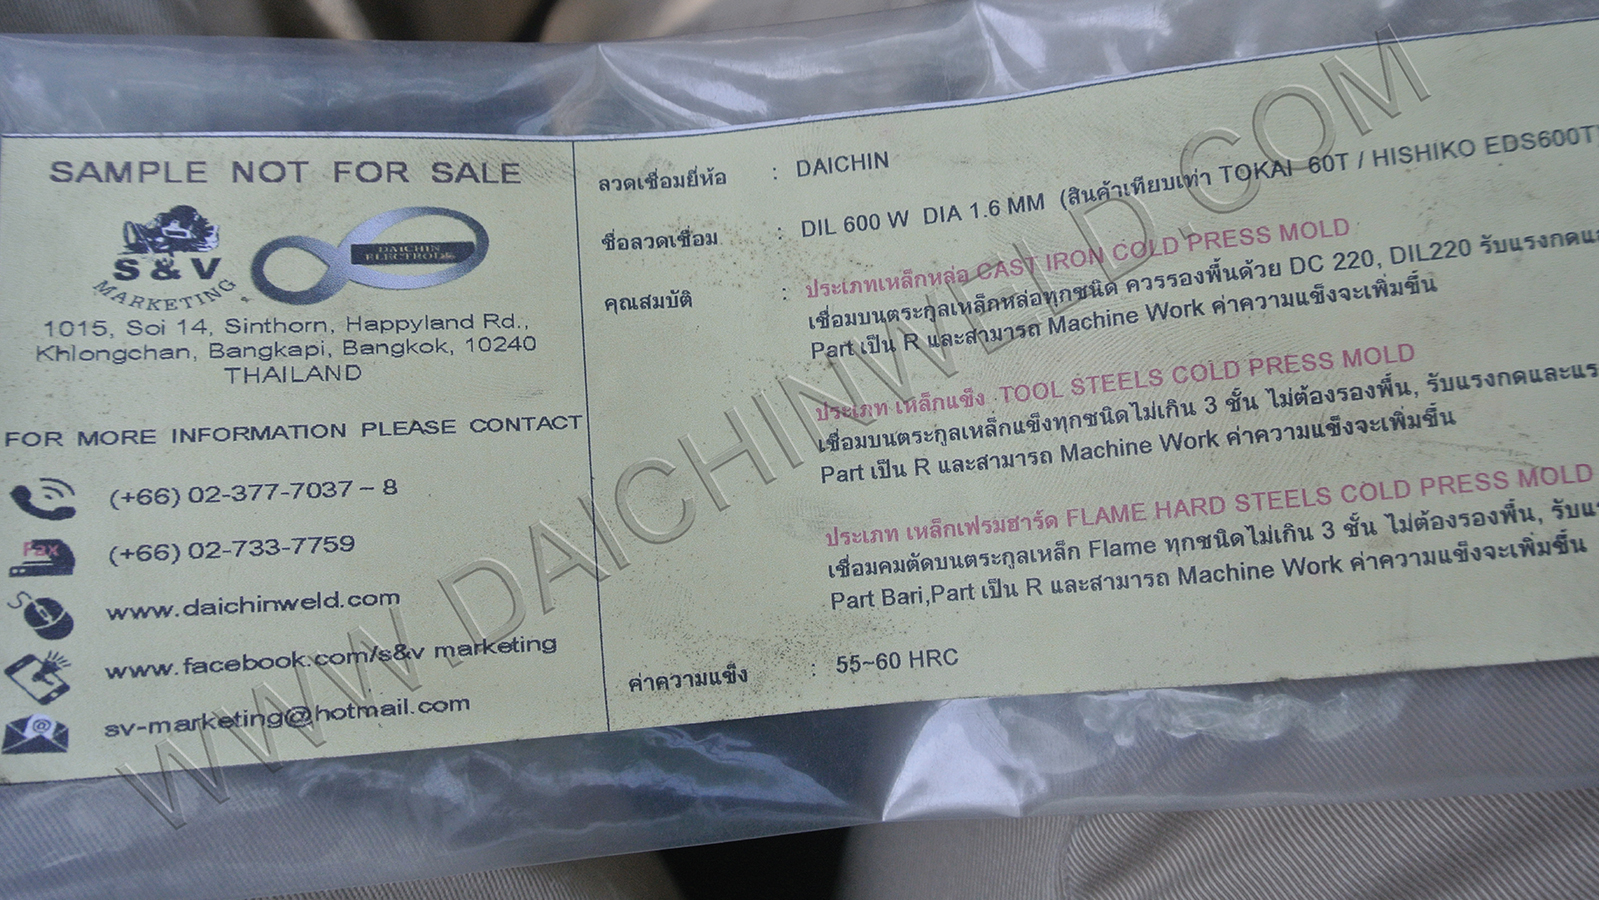 SAMPLE NOT FOR SALE
S & V
MARKETING
DAICHIN
ELECTRODE
1015, Soi 14, Sinthorn, Happyland Rd.,
Khlongchan, Bangkapi, Bangkok, 10240
THAILAND
FOR MORE INFORMATION PLEASE CONTACT
(+66) 02-377-7037 – 8
Fax (+66) 02-733-7759
www.daichinweld.com
www.facebook.com/s&v marketing
@ sv-marketing@hotmail.com
ลวดเชื่อมยี่ห้อ : DAICHIN
ชื่อลวดเชื่อม : DIL 600 W DIA 1.6 MM (สินค้าเทียบเท่า TOKAI 60T / HISHIKO EDS600T)
คุณสมบัติ : ประเภทเหล็กหล่อ CAST IRON COLD PRESS MOLD
เชื่อมบนตระกูลเหล็กหล่อทุกชนิด ควรรองพื้นด้วย DC 220, DIL220 รับแรงกดและ
Part เป็น R และสามารถ Machine Work ค่าความแข็งจะเพิ่มขึ้น
ประเภท เหล็กแข็ง TOOL STEELS COLD PRESS MOLD
เชื่อมบนตระกูลเหล็กแข็งทุกชนิดไม่เกิน 3 ชั้น ไม่ต้องรองพื้น, รับแรงกดและแร
Part เป็น R และสามารถ Machine Work ค่าความแข็งจะเพิ่มขึ้น
ประเภท เหล็กเฟรมฮาร์ด FLAME HARD STEELS COLD PRESS MOLD
เชื่อมคมตัดบนตระกูลเหล็ก Flame ทุกชนิดไม่เกิน 3 ชั้น ไม่ต้องรองพื้น, รับแร
Part Bari,Part เป็น R และสามารถ Machine Work ค่าความแข็งจะเพิ่มขึ้น
ค่าความแข็ง : 55~60 HRC
WWW.DAICHINWELD.COM